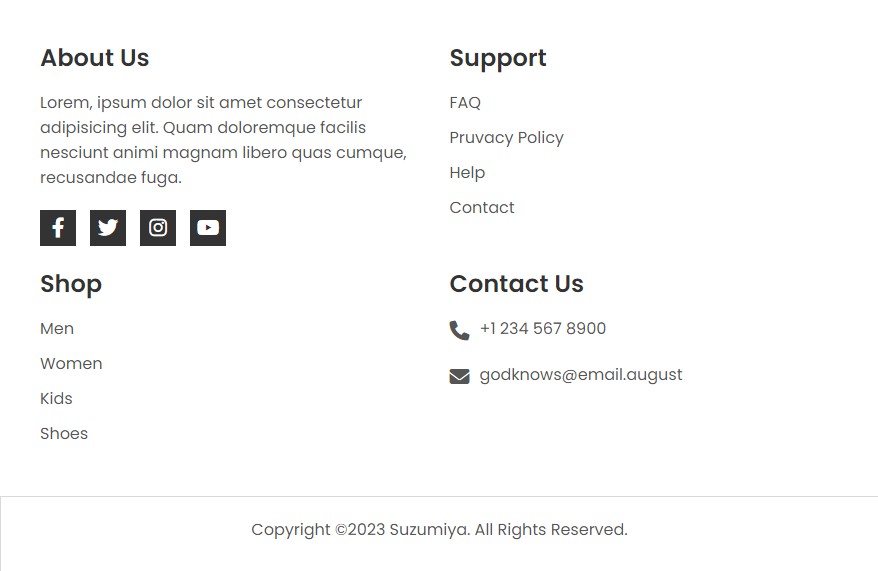 About Us
Lorem, ipsum dolor sit amet consectetur
adipisicing elit. Quam doloremque facilis
nesciunt animi magnam libero quas cumque,
recusandae fuga.
Support
FAQ
Pruvacy Policy
Help
Contact
Shop
Men
Women
Kids
Shoes
Contact Us
+1 234 567 8900
godknows@email.august
Copyright ©2023 Suzumiya. All Rights Reserved.